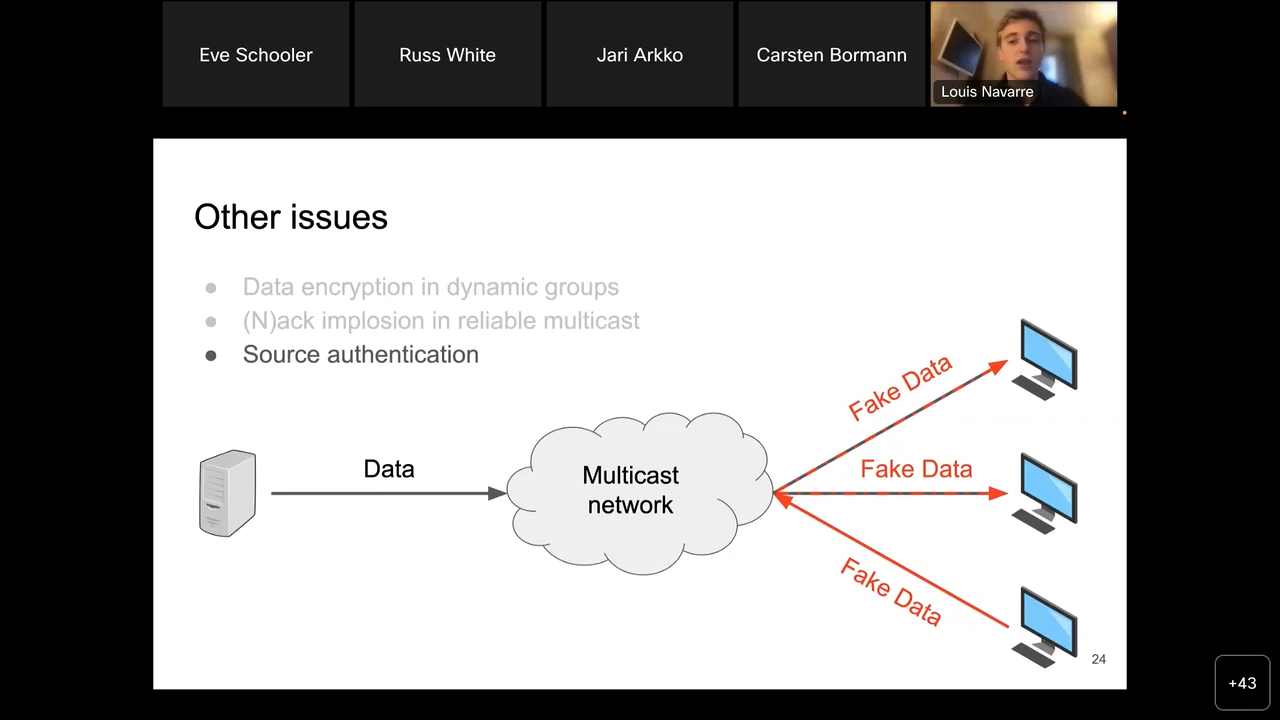 Eve Schooler
Russ White
Jari Arkko
Carsten Bormann
Louis Navarre
Other issues
● Data encryption in dynamic groups
● (N)ack implosion in reliable multicast
● Source authentication
Fake Data
Data
Multicast
network
Fake Data
Fake Data
24
+43